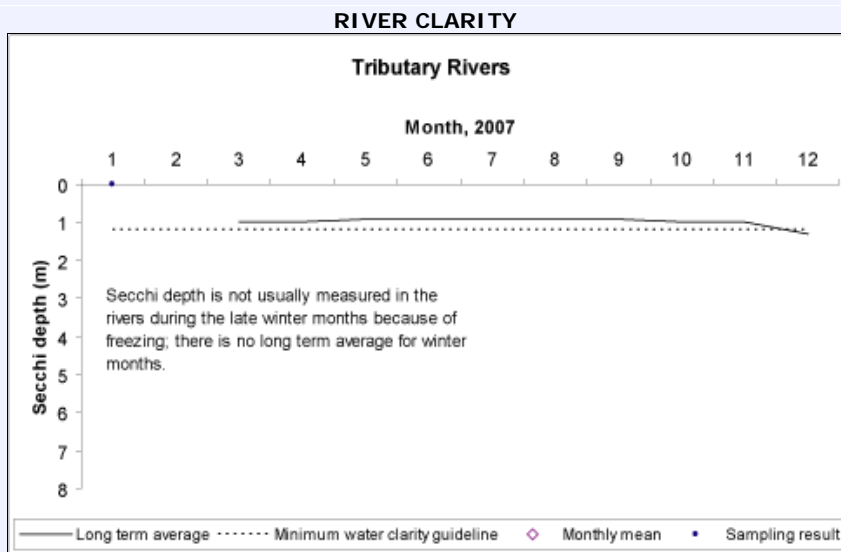 RIVER CLARITY
Tributary Rivers
Month, 2007
1 2 3 4 5 6 7 8 9 10 11 12
0
1
2
3
4
5
6
7
8
Secchi depth (m)
Secchi depth is not usually measured in the
rivers during the late winter months because of
freezing; there is no long term average for winter
months.
Long term average Minimum water clarity guideline Monthly mean Sampling result